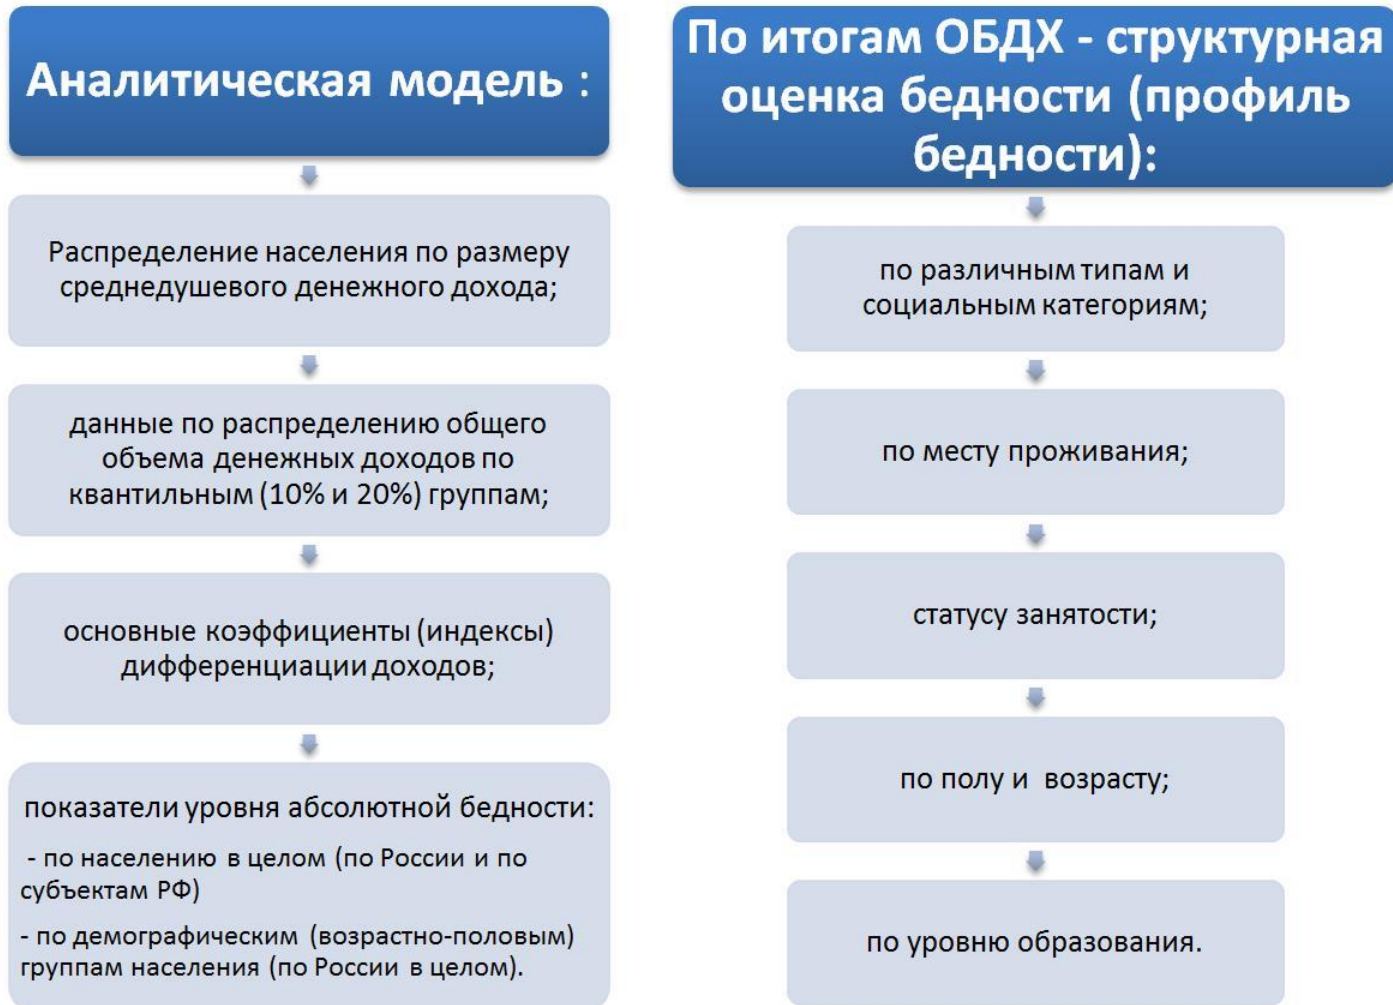 Аналитическая модель :
Распределение населения по размеру
среднедушевого денежного дохода;
данные по распределению общего
объема денежных доходов по
квантильным (10% и 20%) группам;
основные коэффициенты (индексы)
дифференциации доходов;
показатели уровня абсолютной бедности:
- по населению в целом (по России и по
субъектам РФ)
- по демографическим (возрастно-половым)
группам населения (по России в целом).
По итогам ОБДХ - структурная
оценка бедности (профиль
бедности):
по различным типам и
социальным категориям;
по месту проживания;
статусу занятости;
по полу и возрасту;
по уровню образования.